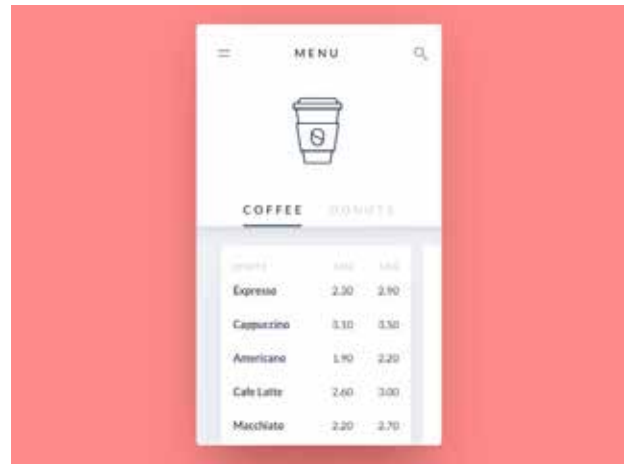 MENU
COFFEE DONUTS
Expresso 2.30 2.90
Cappuccino 3.10 3.50
Americano 1.90 2.20
Cafe Latte 2.60 3.00
Macchiato 2.20 2.70